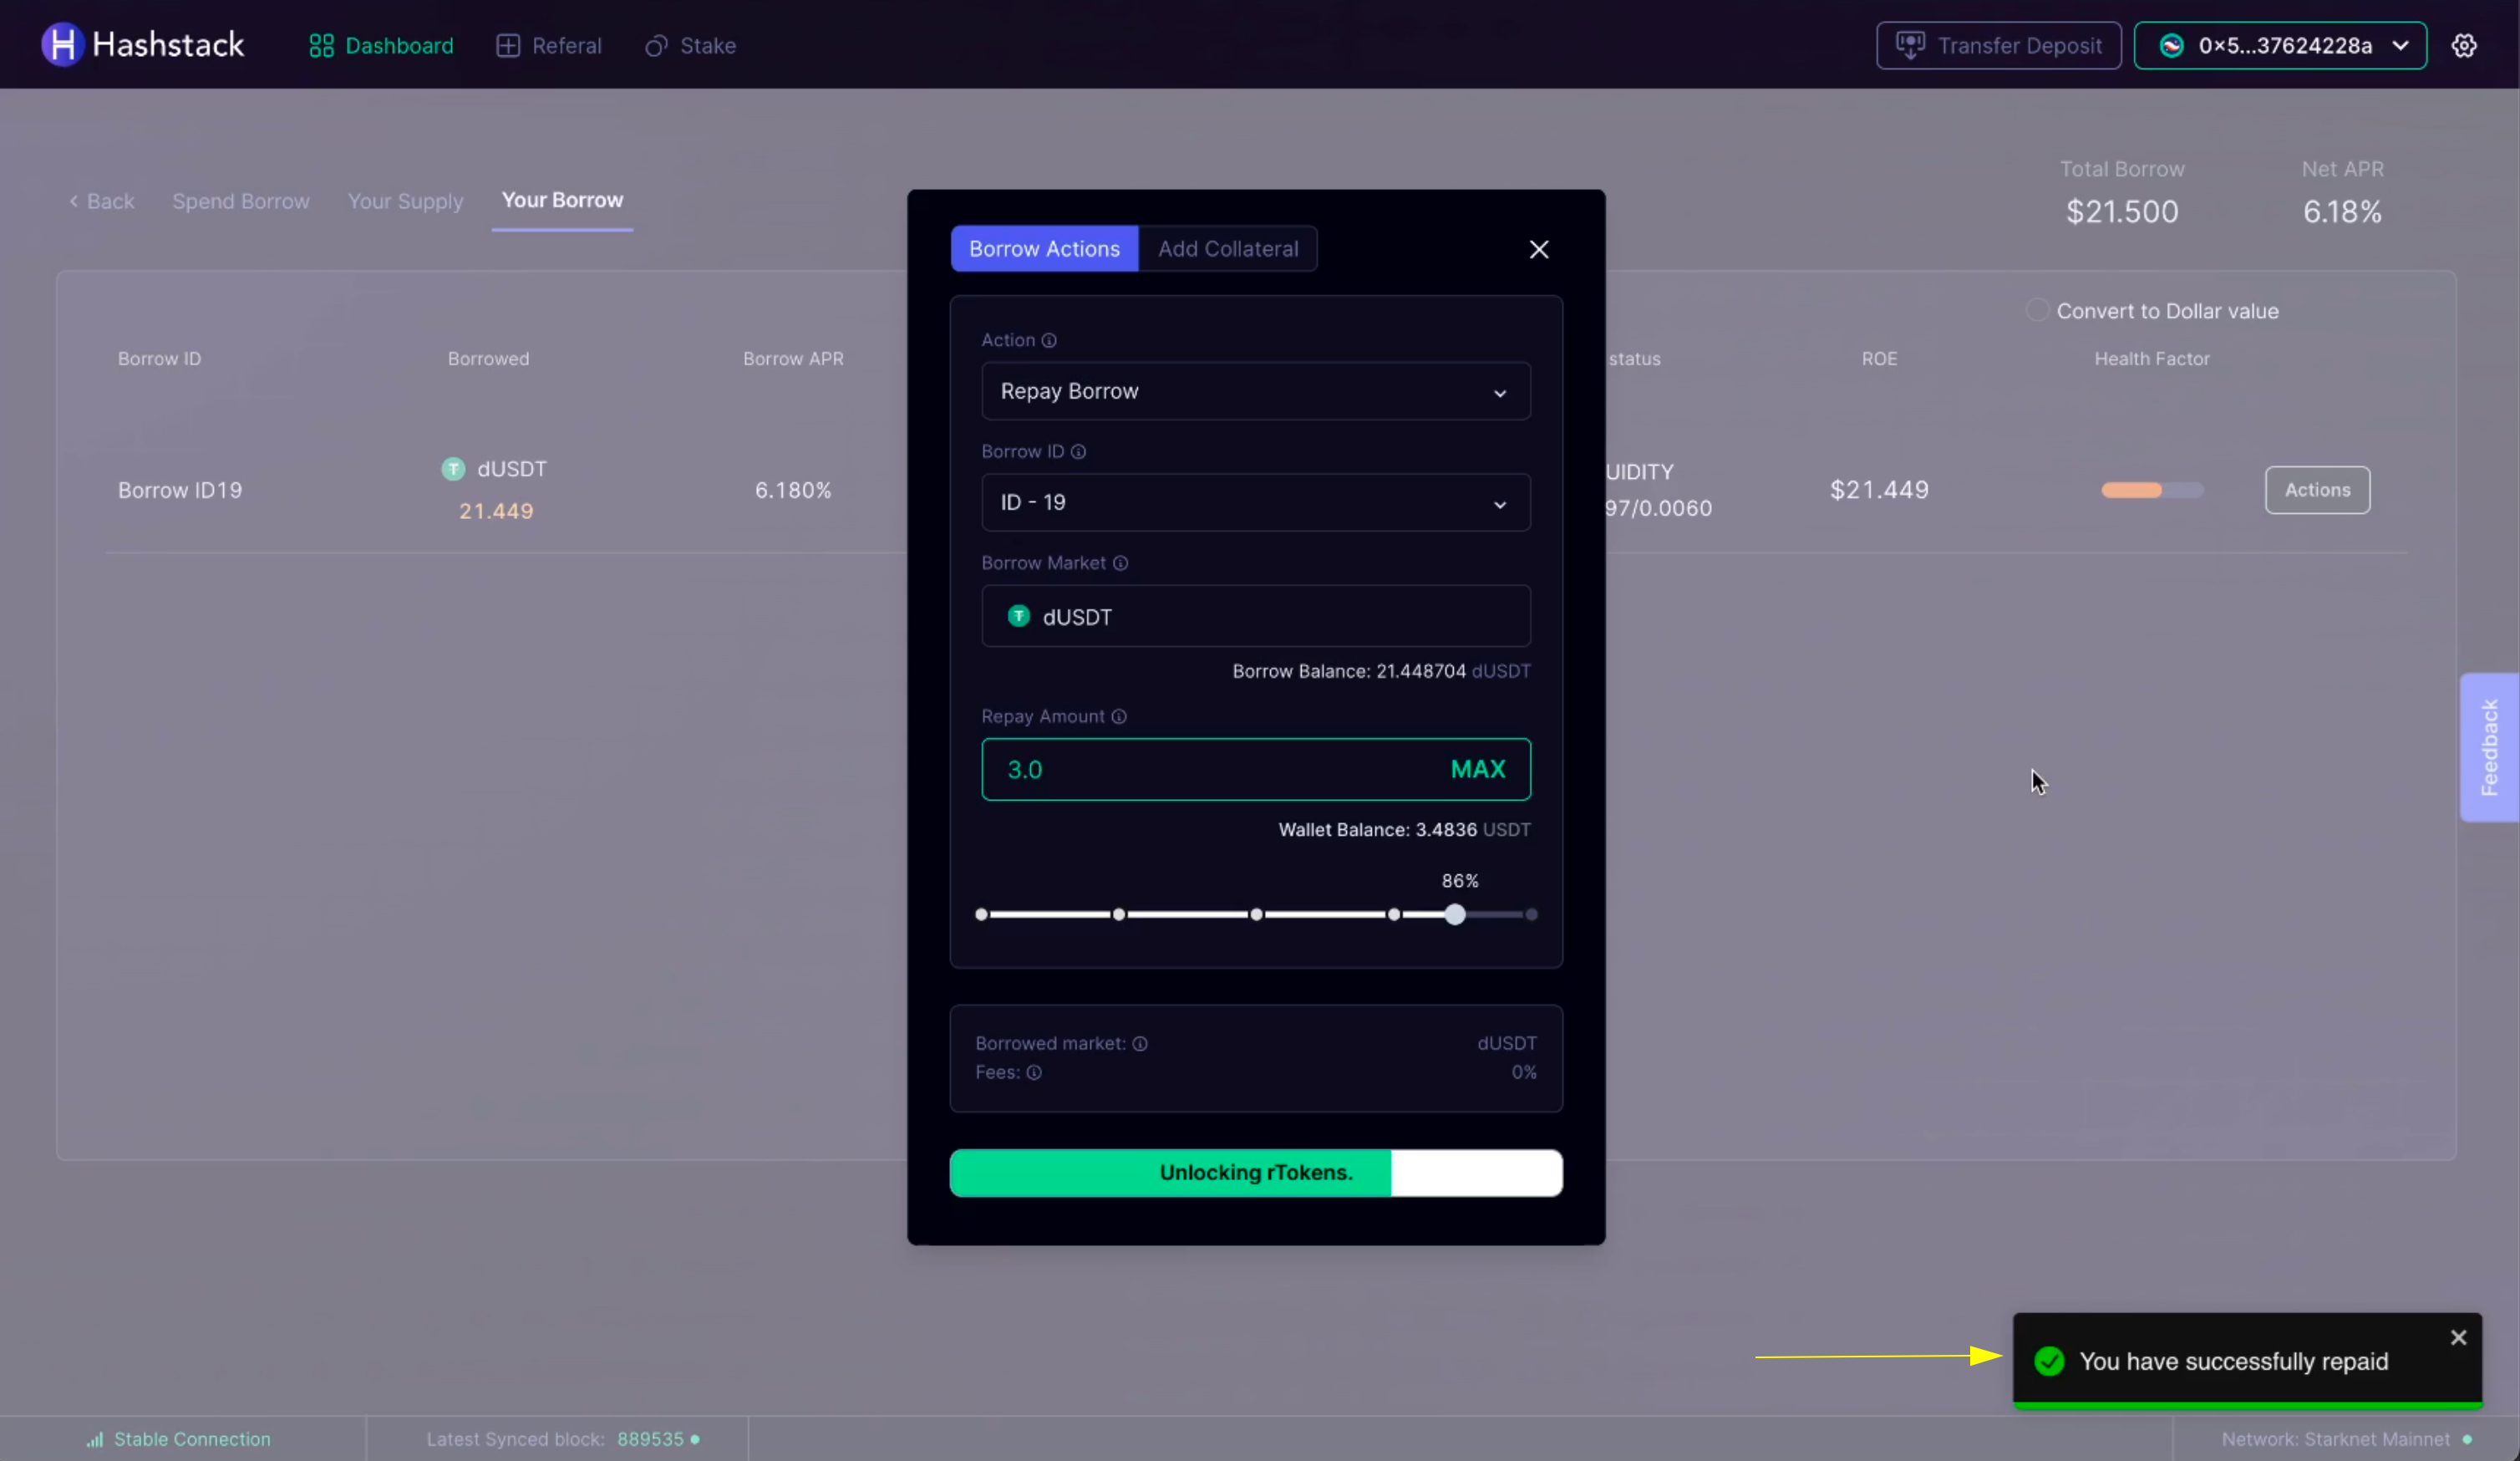 Hashstack
Dashboard
Referal
Stake
Transfer Deposit
0×5...37624228a
Back
Spend Borrow
Your Supply
Your Borrow
Total Borrow
$21.500
Net APR
6.18%
Convert to Dollar value
Borrow ID
Borrowed
Borrow APR
status
ROE
Health Factor
Borrow ID19
dUSDT
21.449
6.180%
UIDITY
97/0.0060
$21.449
Actions
Borrow Actions
Add Collateral
Action
Repay Borrow
Borrow ID
ID - 19
Borrow Market
dUSDT
Borrow Balance: 21.448704 dUSDT
Repay Amount
3.0
MAX
Wallet Balance: 3.4836 USDT
86%
Borrowed market:
dUSDT
Fees:
0%
Unlocking rTokens.
Feedback
You have successfully repaid
Stable Connection
Latest Synced block: 889535
Network: Starknet Mainnet